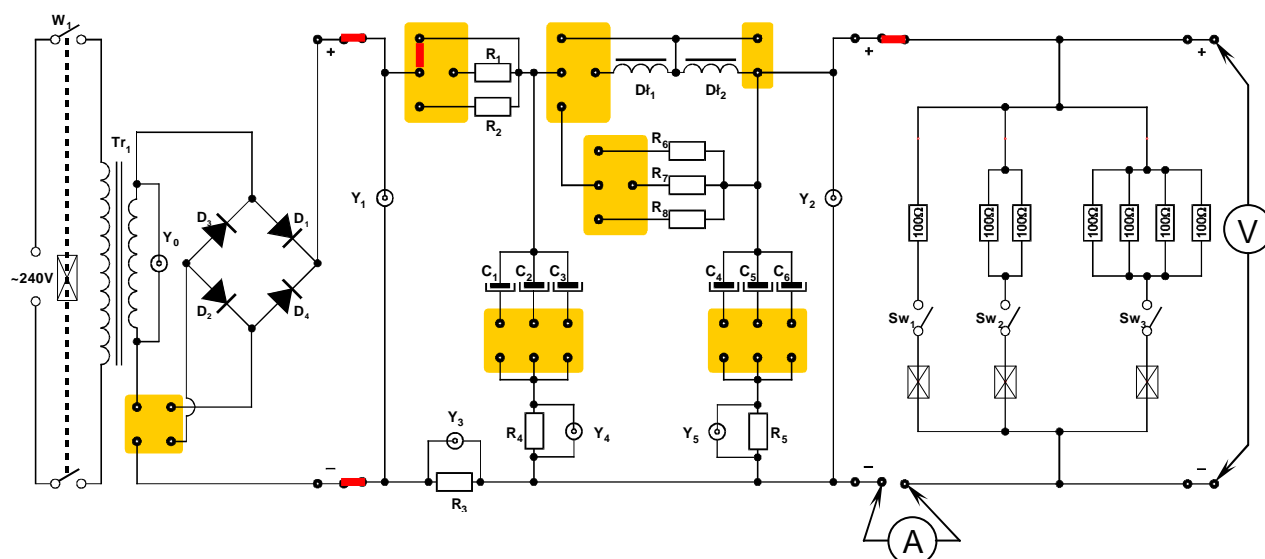 W₁
~240V
Tr₁
Y₀
D₃
D₁
D₂
D₄
+
−
Y₁
R₁
R₂
Dł₁
Dł₂
R₆
R₇
R₈
C₁
C₂
C₃
C₄
C₅
C₆
Y₂
Y₃
R₃
R₄
Y₄
Y₅
R₅
+
−
A
100Ω
100Ω
100Ω
100Ω
100Ω
100Ω
100Ω
Sw₁
Sw₂
Sw₃
+
−
V